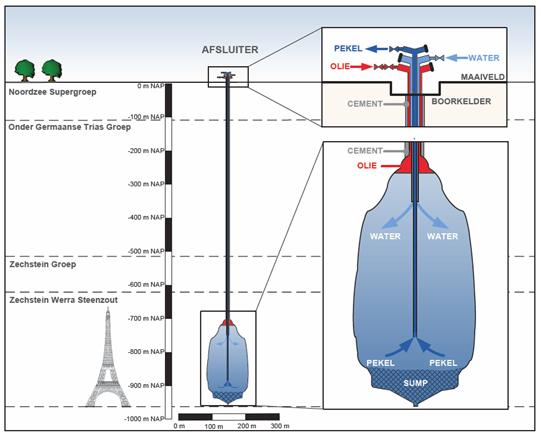 AFSLUITER
PEKEL
WATER
OLIE
MAAIVELD
BOORKELDER
CEMENT
Noordzee Supergroep
Onder Germaanse Trias Groep
Zechstein Groep
Zechstein Werra Steenzout
0 m NAP
-100 m NAP
-200 m NAP
-300 m NAP
-400 m NAP
-500 m NAP
-600 m NAP
-700 m NAP
-800 m NAP
-900 m NAP
-1000 m NAP
0 m 100 m 200 m 300 m
CEMENT
OLIE
WATER WATER
PEKEL PEKEL
SUMP